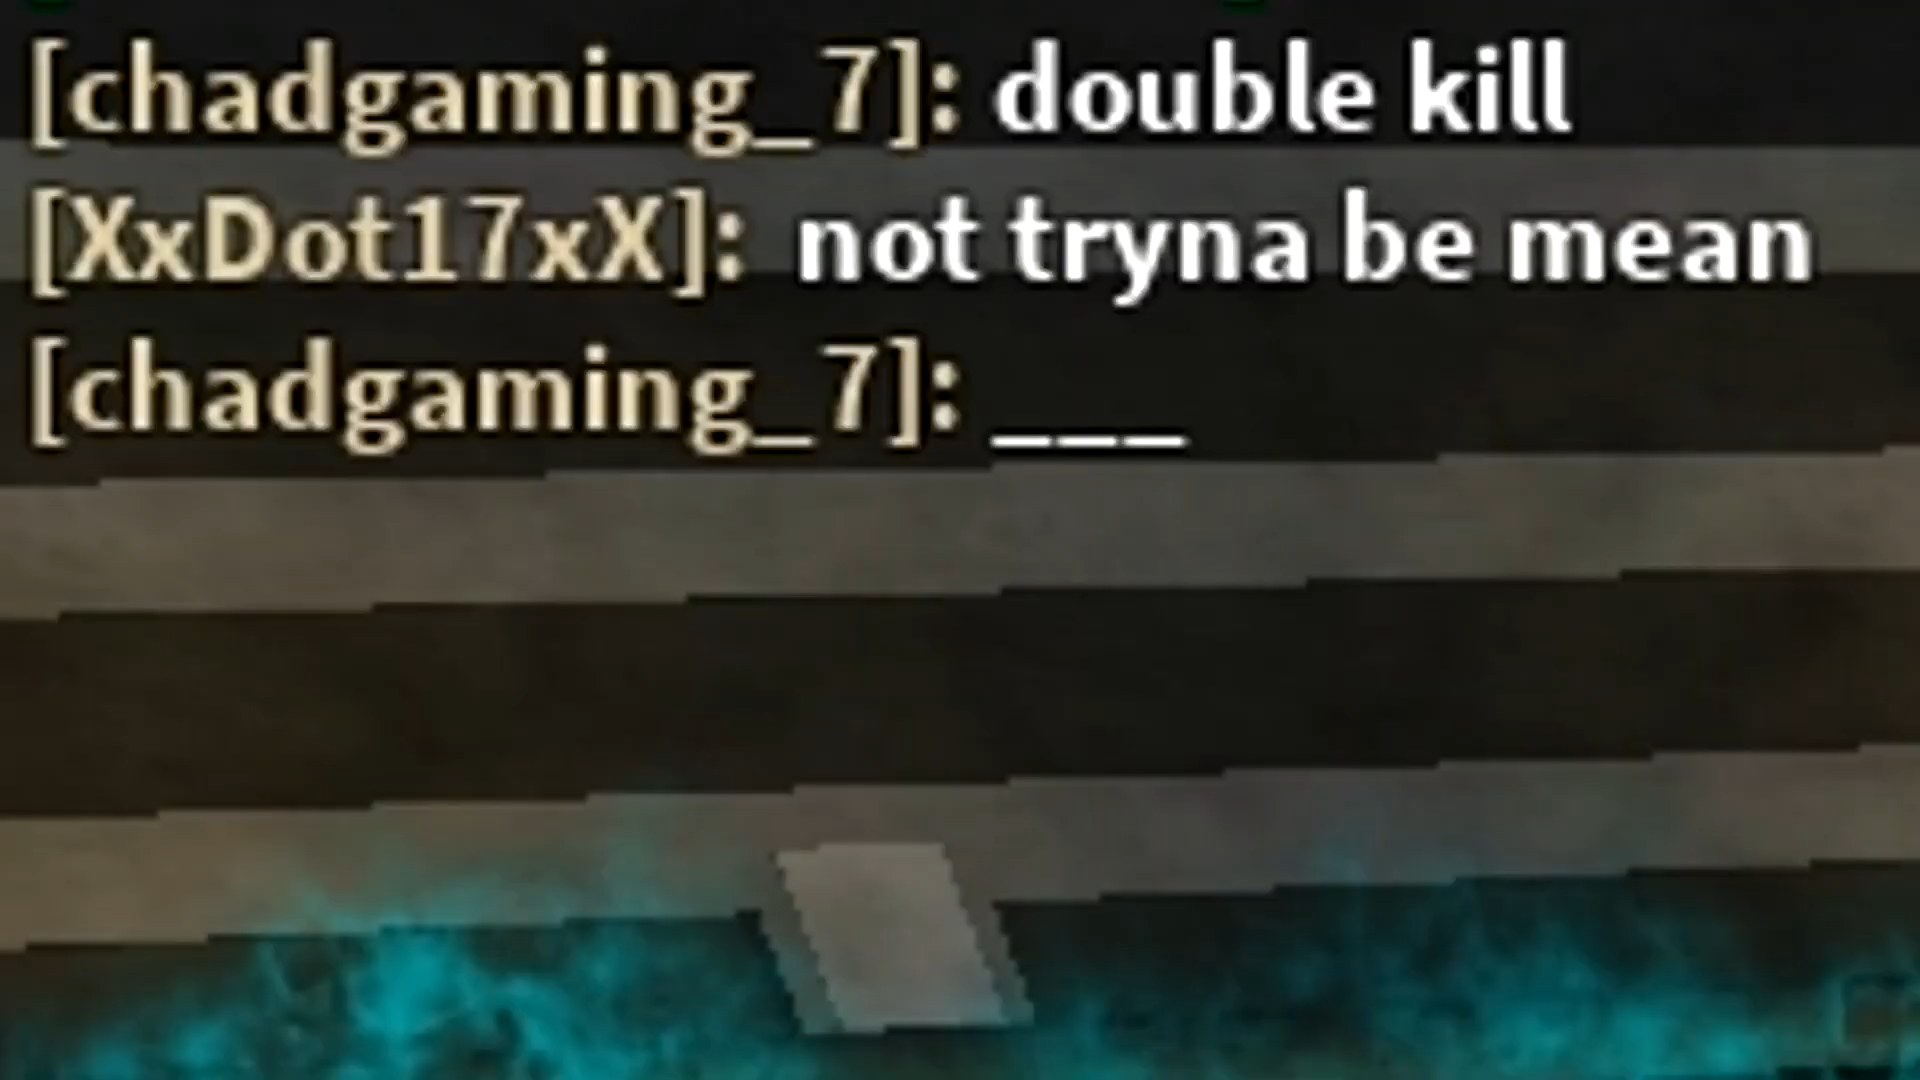 [chadgaming_7]: double kill
[XxDot17xX]: not tryna be mean
[chadgaming_7]: ___